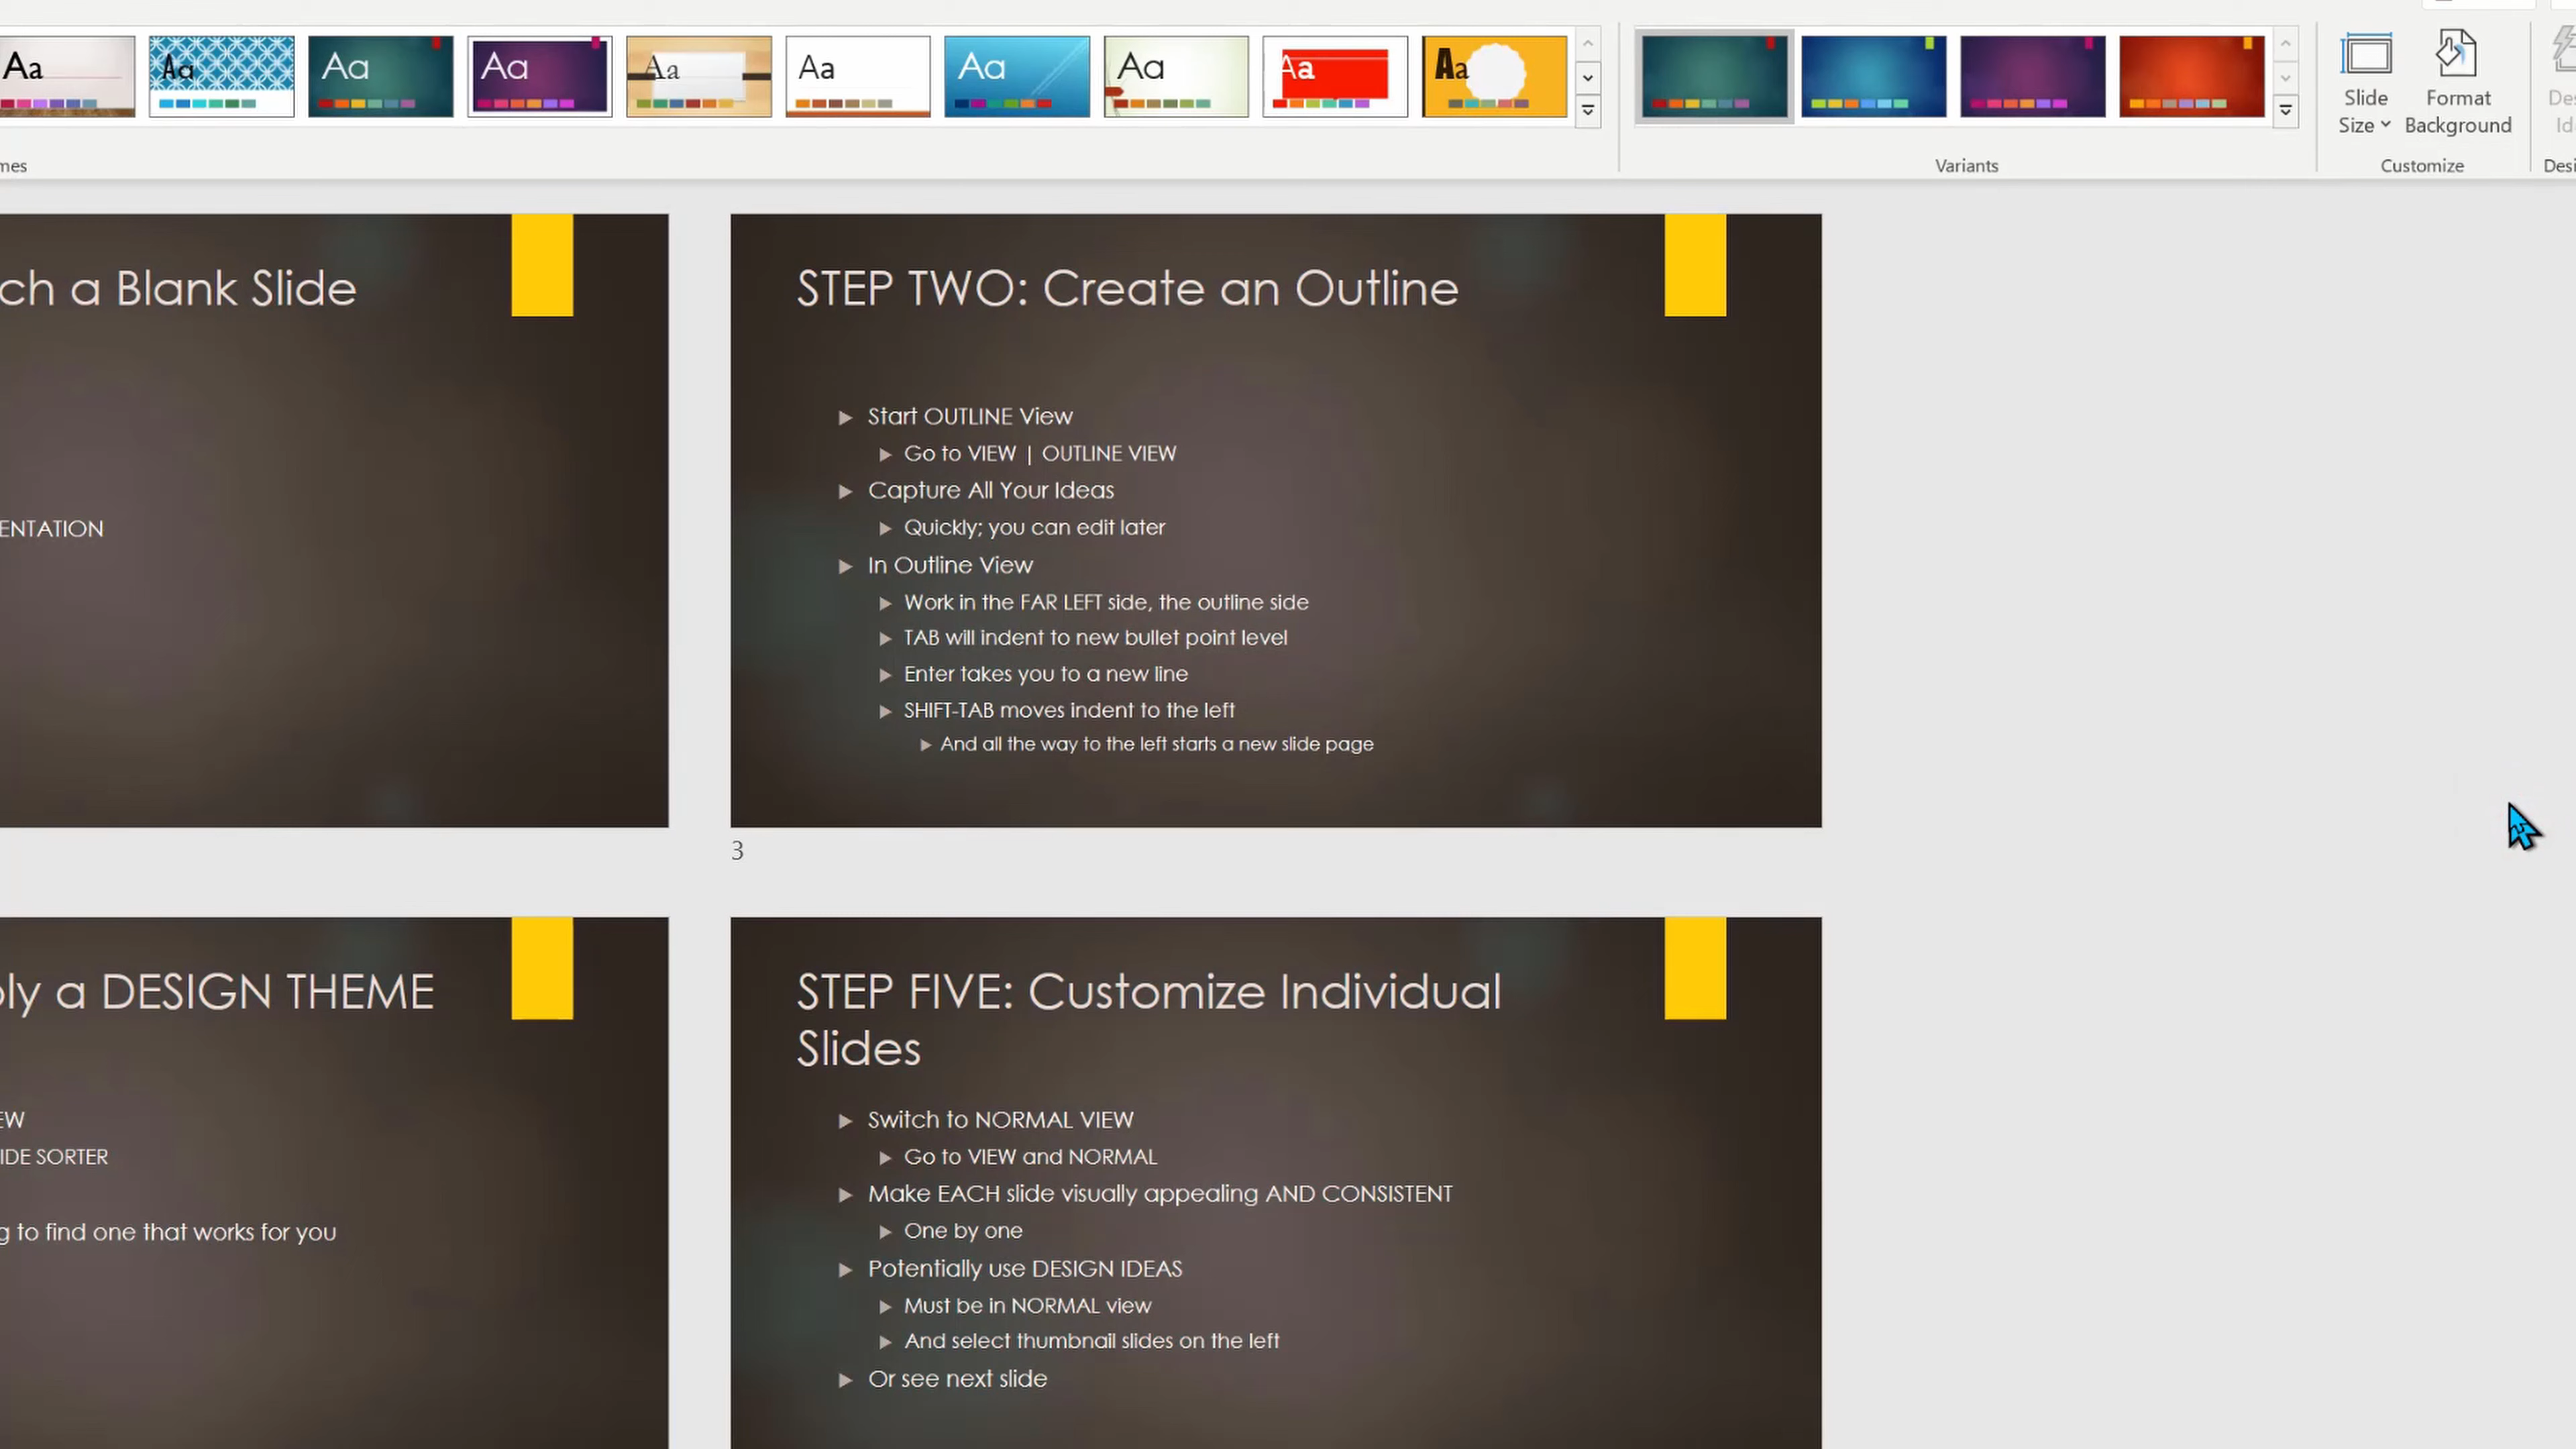 Aa
Aa
Aa
Aa
Aa
Aa
Aa
Aa
Aa
Aa
Slide
Size
Format
Background
mes
Variants
Customize
ch a Blank Slide
ENTATION
STEP TWO: Create an Outline
Start OUTLINE View
Go to VIEW | OUTLINE VIEW
Capture All Your Ideas
Quickly; you can edit later
In Outline View
Work in the FAR LEFT side, the outline side
TAB will indent to new bullet point level
Enter takes you to a new line
SHIFT-TAB moves indent to the left
And all the way to the left starts a new slide page
3
ly a DESIGN THEME
EW
IDE SORTER
g to find one that works for you
STEP FIVE: Customize Individual
Slides
Switch to NORMAL VIEW
Go to VIEW and NORMAL
Make EACH slide visually appealing AND CONSISTENT
One by one
Potentially use DESIGN IDEAS
Must be in NORMAL view
And select thumbnail slides on the left
Or see next slide